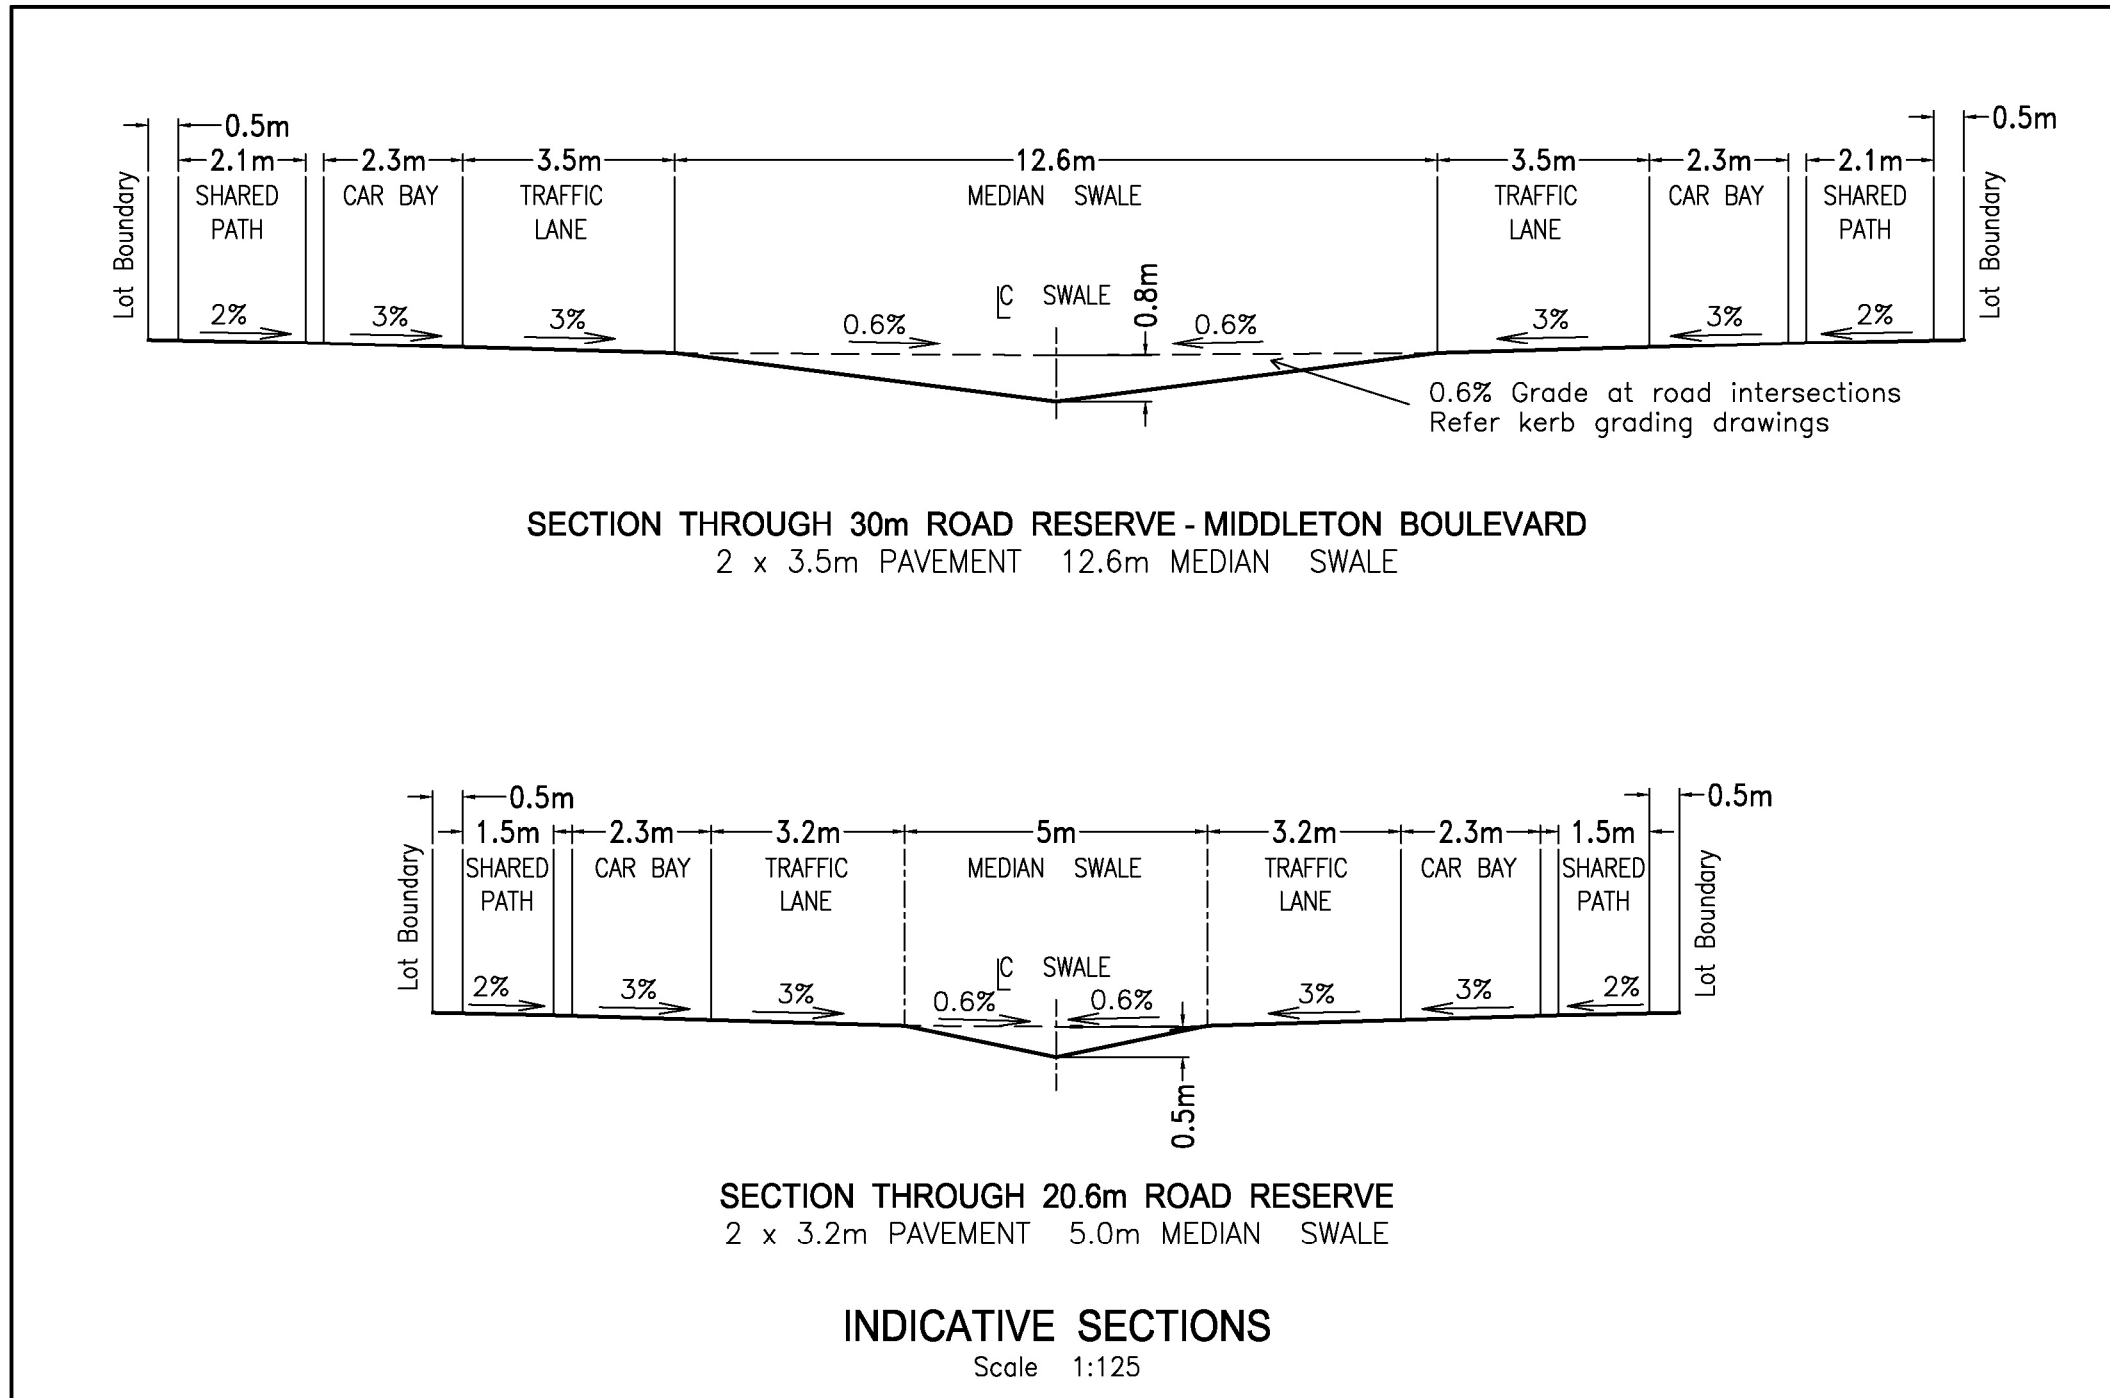 0.5m
0.5m
2.1m 2.3m 3.5m 12.6m 3.5m 2.3m 2.1m
Lot Boundary
SHARED PATH
CAR BAY
TRAFFIC LANE
MEDIAN SWALE
TRAFFIC LANE
CAR BAY
SHARED PATH
Lot Boundary
CL SWALE
0.8m
2% 3% 3% 0.6% 0.6% 3% 3% 2%
0.6% Grade at road intersections
Refer kerb grading drawings
SECTION THROUGH 30m ROAD RESERVE - MIDDLETON BOULEVARD
2 x 3.5m PAVEMENT 12.6m MEDIAN SWALE
0.5m
0.5m
1.5m 2.3m 3.2m 5m 3.2m 2.3m 1.5m
Lot Boundary
SHARED PATH
CAR BAY
TRAFFIC LANE
MEDIAN SWALE
TRAFFIC LANE
CAR BAY
SHARED PATH
Lot Boundary
CL SWALE
2% 3% 3% 0.6% 0.6% 3% 3% 2%
0.5m
SECTION THROUGH 20.6m ROAD RESERVE
2 x 3.2m PAVEMENT 5.0m MEDIAN SWALE
INDICATIVE SECTIONS
Scale 1:125